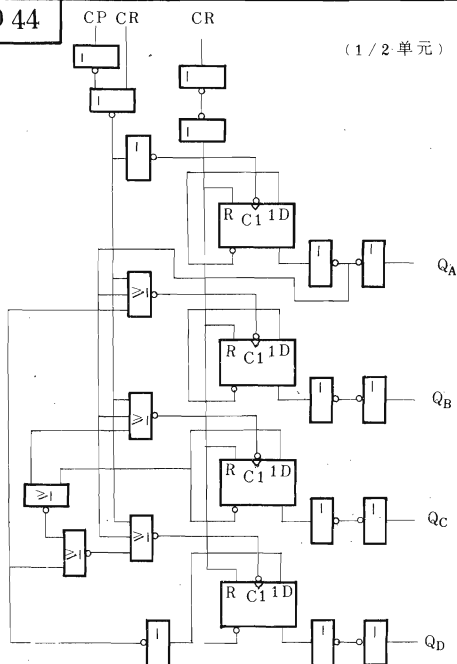 44
CP CR CR
(1/2 单元)
1
1
1
1
1
R C1 1D
1 1 QA
≥1
R C1 1D
1 1 QB
≥1
R C1 1D
≥1
1 1 QC
≥1 ≥1
R C1 1D
1 1 1 QD